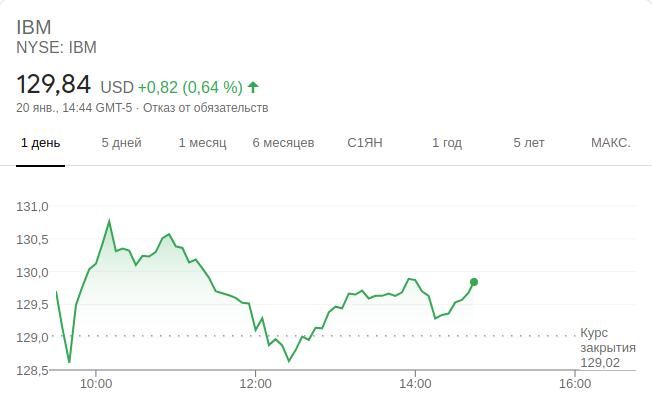 IBM
NYSE: IBM
129,84 USD +0,82 (0,64 %)
20 янв., 14:44 GMT-5 · Отказ от обязательств
1 день 5 дней 1 месяц 6 месяцев С1ЯН 1 год 5 лет МАКС.
131,0
130,5
130,0
129,5
129,0
128,5
Курс
закрытия
129,02
10:00 12:00 14:00 16:00